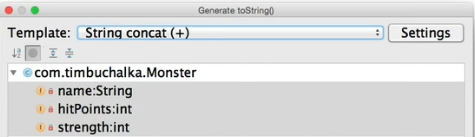 Generate toString()
Template: String concat (+) Settings
com.timbuchalka.Monster
name:String
hitPoints:int
strength:int